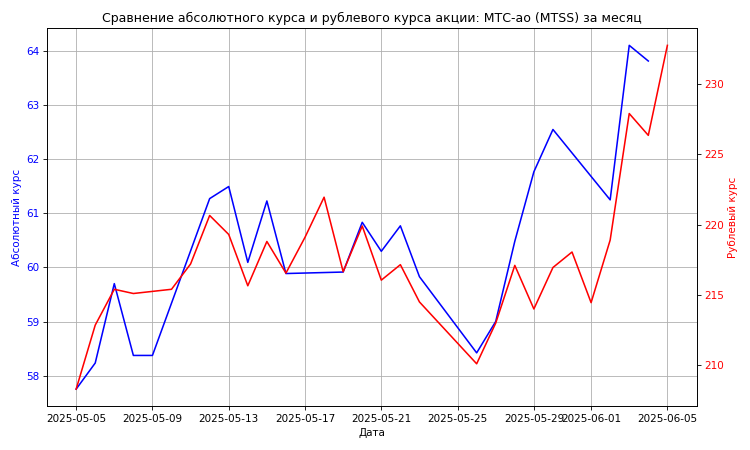 Сравнение абсолютного курса и рублевого курса акции: МТС-ао (MTSS) за месяц
64
63
62
61
60
59
58
Абсолютный курс
230
225
220
215
210
Рублевый курс
2025-05-05 2025-05-09 2025-05-13 2025-05-17 2025-05-21 2025-05-25 2025-05-29 2025-06-01 2025-06-05
Дата